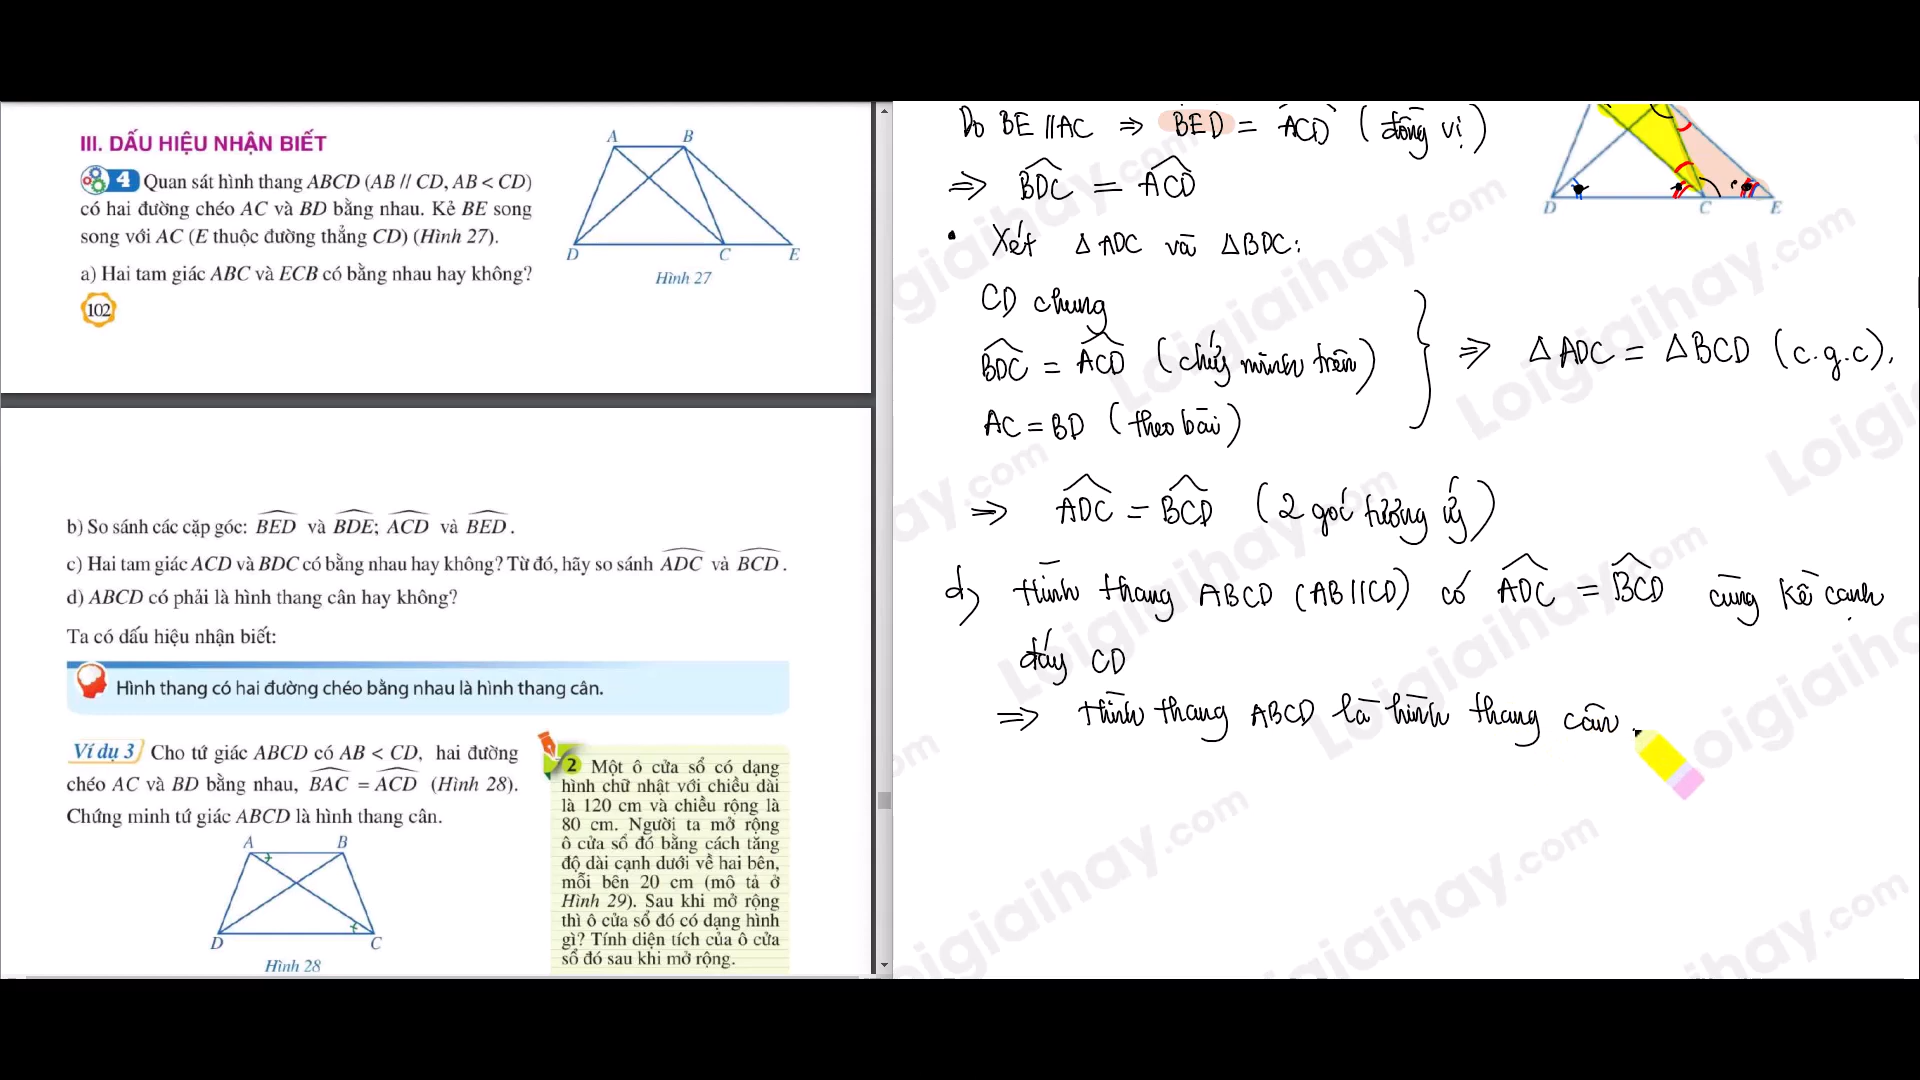 III. DẤU HIỆU NHẬN BIẾT
4 Quan sát hình thang ABCD (AB // CD, AB < CD)
có hai đường chéo AC và BD bằng nhau. Kẻ BE song
song với AC (E thuộc đường thẳng CD) (Hình 27).
a) Hai tam giác ABC và ECB có bằng nhau hay không?
102
A B
D C E
Hình 27
b) So sánh các cặp góc: BED và BDE; ACD và BED.
c) Hai tam giác ACD và BDC có bằng nhau hay không? Từ đó, hãy so sánh ADC và BCD.
d) ABCD có phải là hình thang cân hay không?
Ta có dấu hiệu nhận biết:
Hình thang có hai đường chéo bằng nhau là hình thang cân.
Ví dụ 3 Cho tứ giác ABCD có AB < CD, hai đường
chéo AC và BD bằng nhau, BAC = ACD (Hình 28).
Chứng minh tứ giác ABCD là hình thang cân.
A B
D C
Hình 28
2 Một ô cửa sổ có dạng
hình chữ nhật với chiều dài
là 120 cm và chiều rộng là
80 cm. Người ta mở rộng
ô cửa sổ đó bằng cách tăng
độ dài cạnh dưới về hai bên,
mỗi bên 20 cm (mô tả ở
Hình 29). Sau khi mở rộng
thì ô cửa sổ đó có dạng hình
gì? Tính diện tích của ô cửa
sổ đó sau khi mở rộng.
Do BE // AC ⇒ BED = ACD (đồng vị)
⇒ BDC = ACD
D C E
• Xét △ADC và △BDC:
CD chung
BDC = ACD (chứng minh trên)
AC = BD (theo bài)
} ⇒ △ADC = △BCD (c.g.c).
⇒ ADC = BCD (2 góc tương ứng)
d) Hình thang ABCD (AB // CD) có ADC = BCD cùng kề cạnh
đáy CD
⇒ Hình thang ABCD là hình thang cân.
Loigiaihay.com